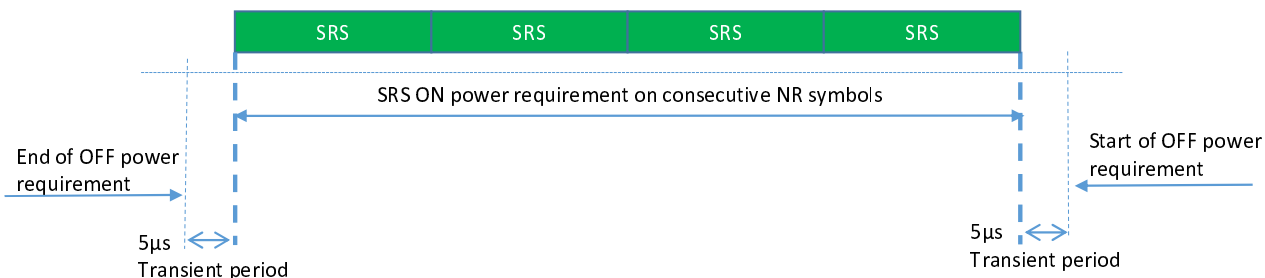 SRS SRS SRS SRS
SRS ON power requirement on consecutive NR symbols
End of OFF power
requirement
Start of OFF power
requirement
5µs
Transient period
5µs
Transient period